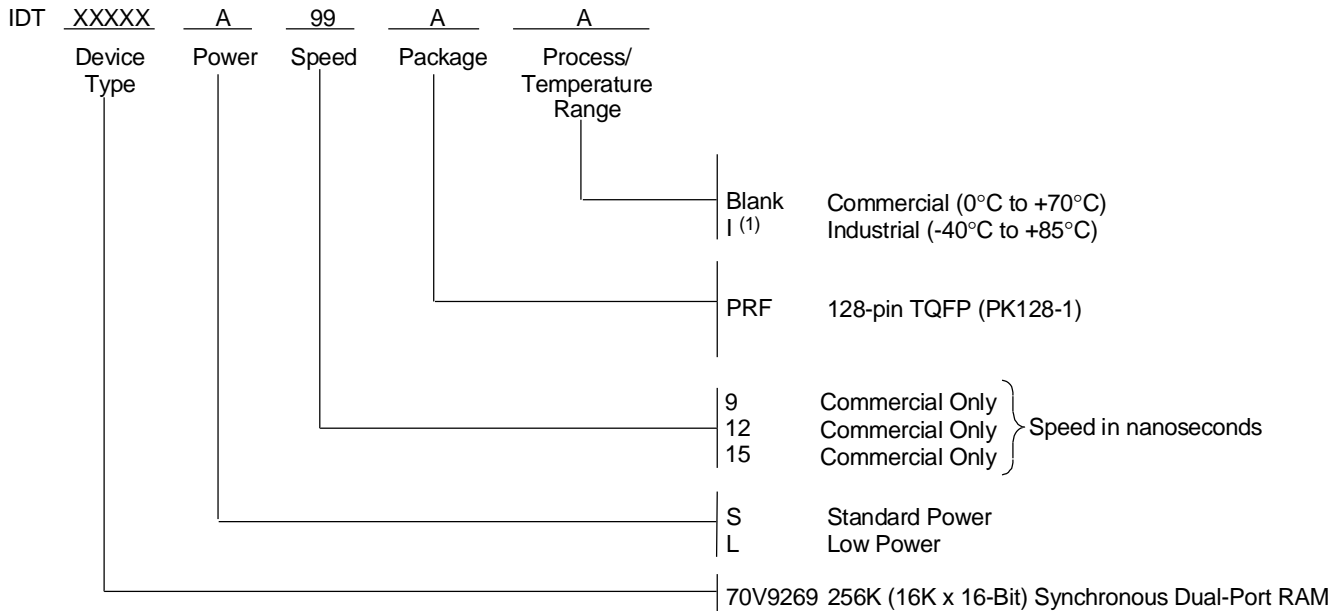 IDT XXXXX A 99 A A
Device Type Power Speed Package Process/ Temperature Range
Blank Commercial (0°C to +70°C)
I (1) Industrial (-40°C to +85°C)
PRF 128-pin TQFP (PK128-1)
9 Commercial Only
12 Commercial Only Speed in nanoseconds
15 Commercial Only
S Standard Power
L Low Power
70V9269 256K (16K x 16-Bit) Synchronous Dual-Port RAM